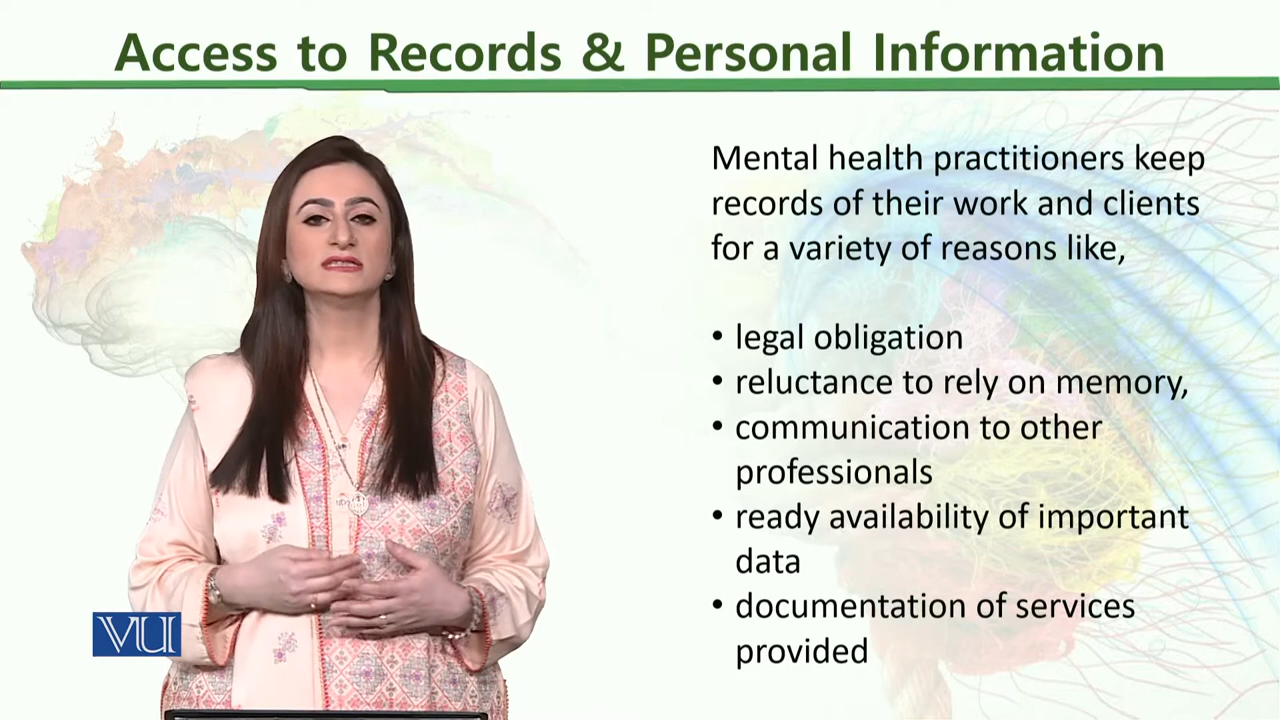 Access to Records & Personal Information
Mental health practitioners keep
records of their work and clients
for a variety of reasons like,
• legal obligation
• reluctance to rely on memory,
• communication to other
professionals
• ready availability of important
data
• documentation of services
provided
VU